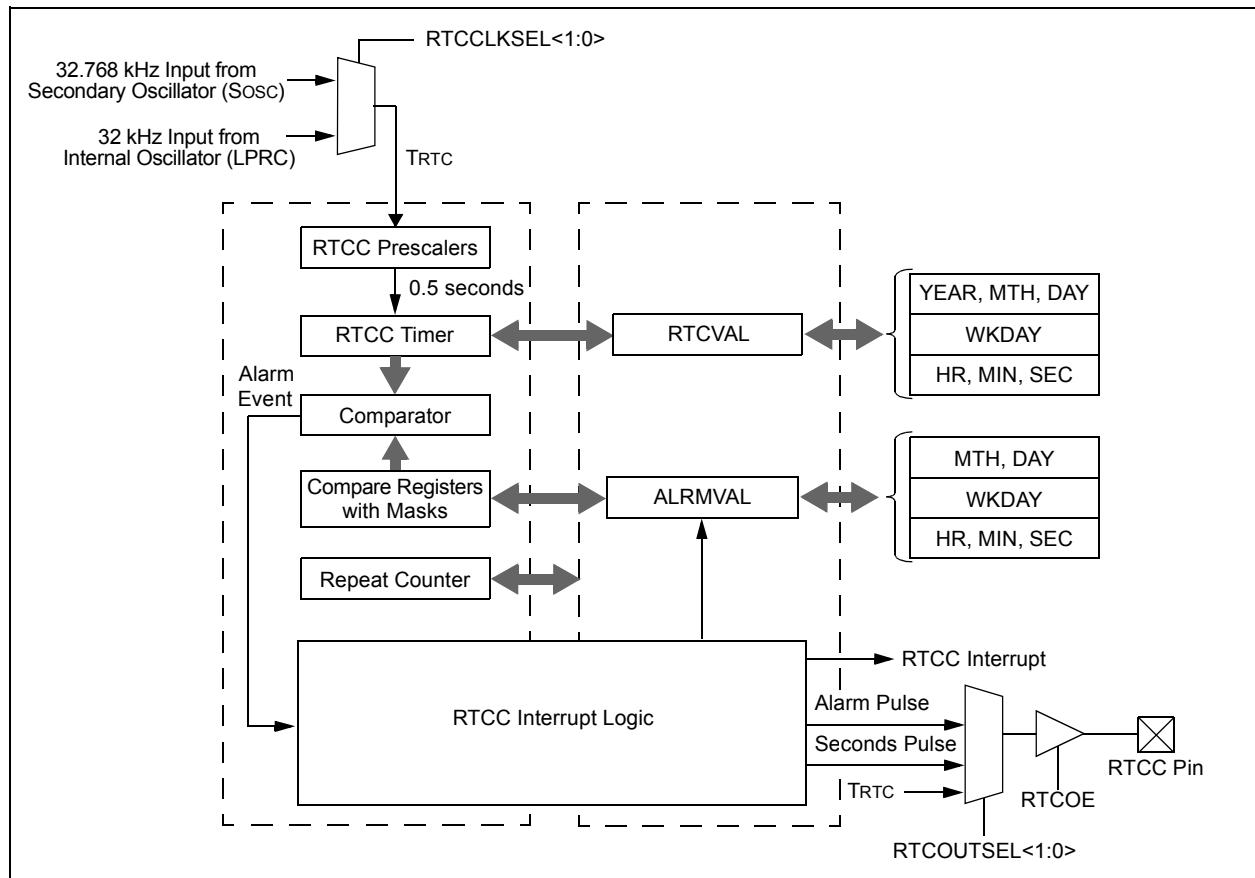 RTCCLKSEL<1:0>
32.768 kHz Input from
Secondary Oscillator (SOSC)
32 kHz Input from
Internal Oscillator (LPRC)
TRTC
RTCC Prescalers
0.5 seconds
RTCC Timer
RTCVAL
YEAR, MTH, DAY
WKDAY
HR, MIN, SEC
Alarm
Event
Comparator
Compare Registers
with Masks
ALRMVAL
MTH, DAY
WKDAY
HR, MIN, SEC
Repeat Counter
RTCC Interrupt Logic
RTCC Interrupt
Alarm Pulse
Seconds Pulse
TRTC
RTCC Pin
RTCOE
RTCOUTSEL<1:0>